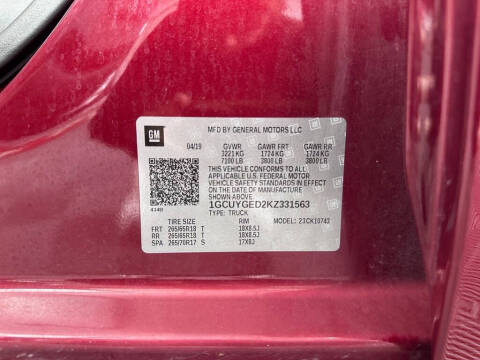 GM
MFD BY GENERAL MOTORS LLC
04/19 GVWR GAWR FRT GAWR RR
3221 KG 1724 KG 1724 KG
7100 LB 3800 LB 3800 LB
THIS VEHICLE CONFORMS TO ALL
APPLICABLE U.S. FEDERAL MOTOR
VEHICLE SAFETY STANDARDS IN
EFFECT ON THE DATE OF
MANUFACTURE SHOWN ABOVE.
1GCUYGED2KZ331563
TYPE: TRUCK MODEL: 23CK10743
TIRE SIZE RIM
FRT 265/65R18 T 18X8.5J
RR 265/65R18 T 18X8.5J
SPA 265/70R17 S 17X8J